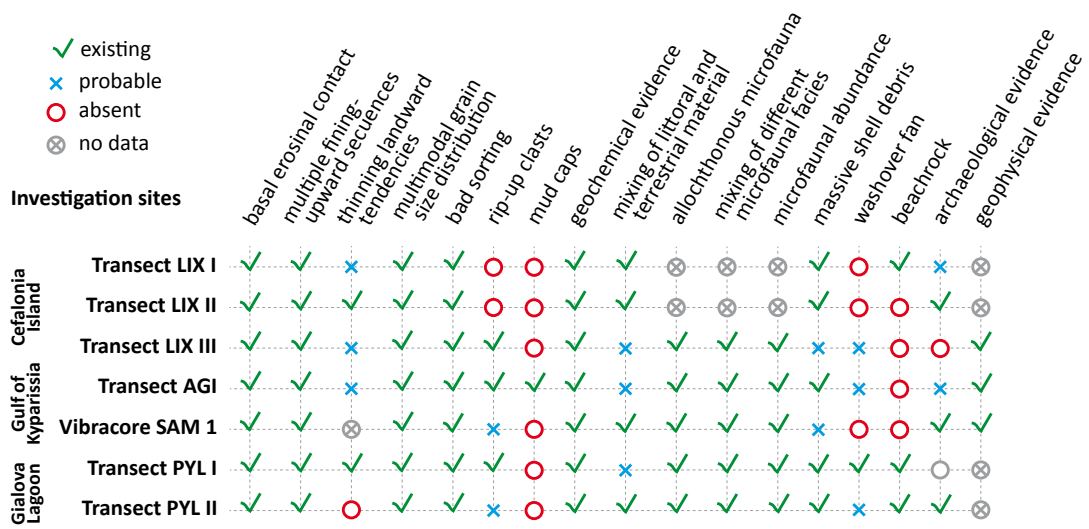 existing
probable
absent
no data
Investigation sites
basal erosinal contact
multiple fining-
upward secuences
thinning landward
tendencies
multimodal grain
size distribution
bad sorting
rip-up clasts
mud caps
geochemical evidence
mixing of littoral and
terrestrial material
allochthonous microfauna
mixing of different
microfaunal facies
microfaunal abundance
massive shell debris
washover fan
beachrock
archaeological evidence
geophysical evidence
Cefalonia
Island
Transect LIX I
Transect LIX II
Transect LIX III
Gulf of
Kyparissia
Transect AGI
Vibracore SAM 1
Gialova
Lagoon
Transect PYL I
Transect PYL II